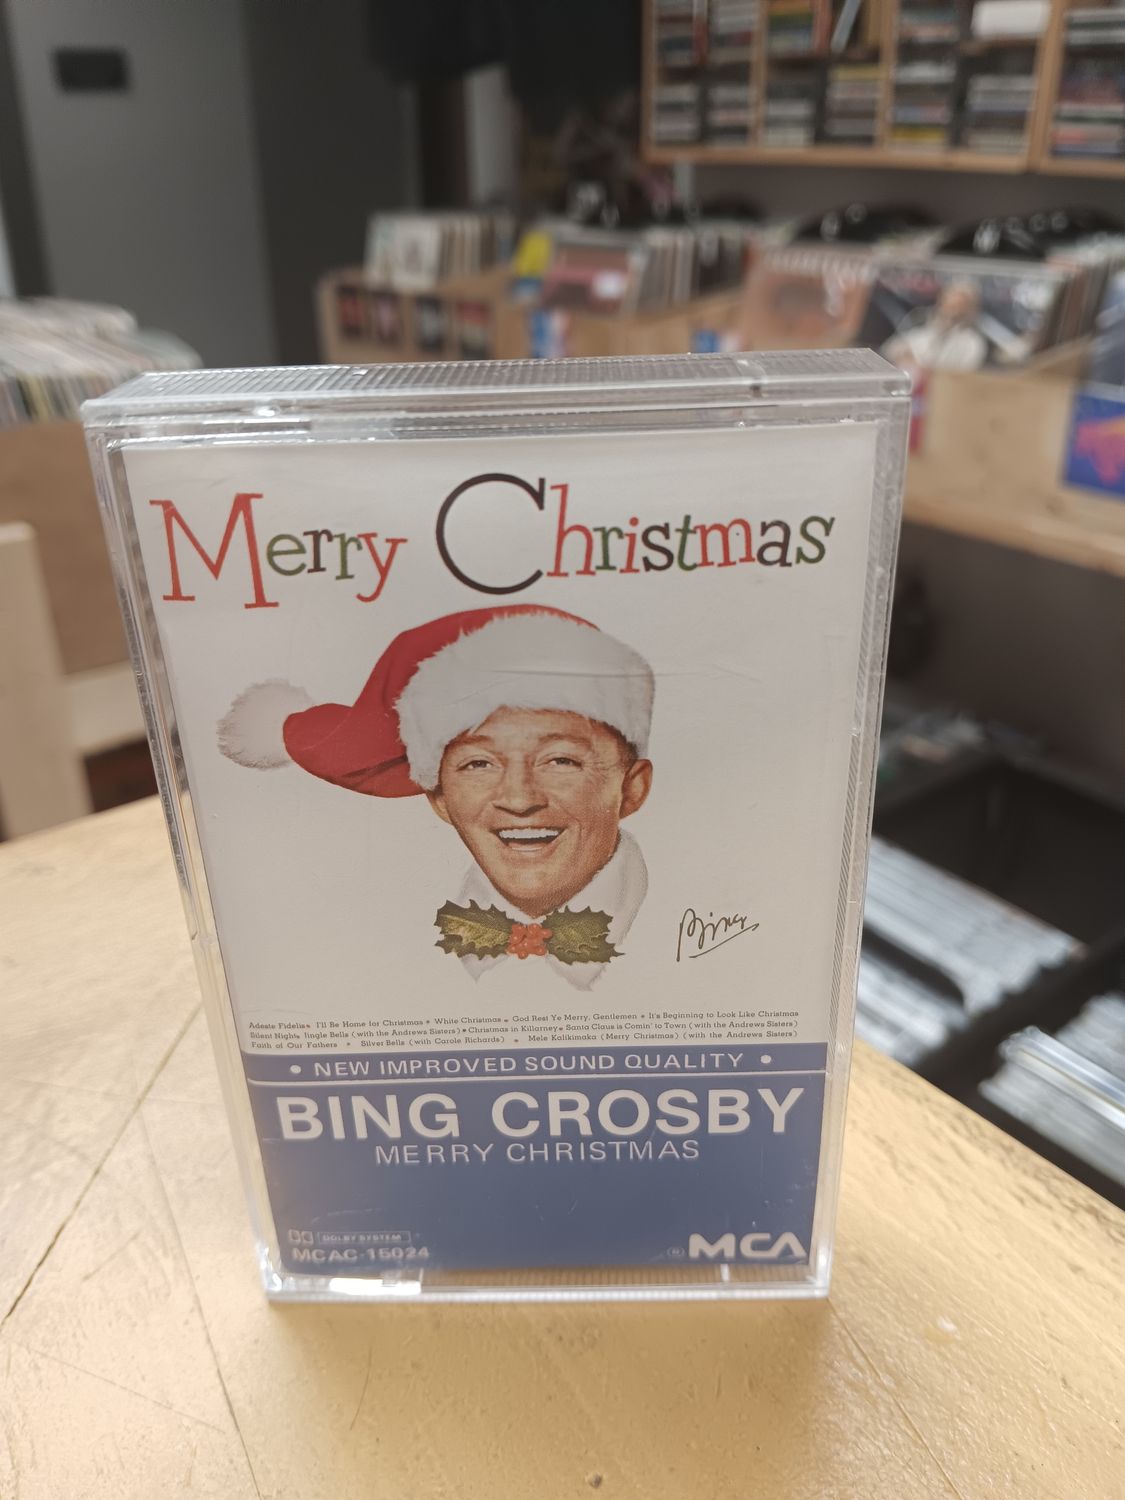 Merry Christmas
Bing
Adeste Fidelis • I'll Be Home for Christmas • White Christmas • God Rest Ye Merry, Gentlemen • It's Beginning to Look Like Christmas
Silent Night • Jingle Bells (with the Andrews Sisters) • Christmas in Killarney • Santa Claus is Comin' to Town (with the Andrews Sisters)
Faith of Our Fathers • Silver Bells (with Carole Richards) • Mele Kalikimaka (Merry Christmas) (with the Andrews Sisters)
• NEW IMPROVED SOUND QUALITY •
BING CROSBY
MERRY CHRISTMAS
DOLBY SYSTEM
MCAC-15024
® MCA